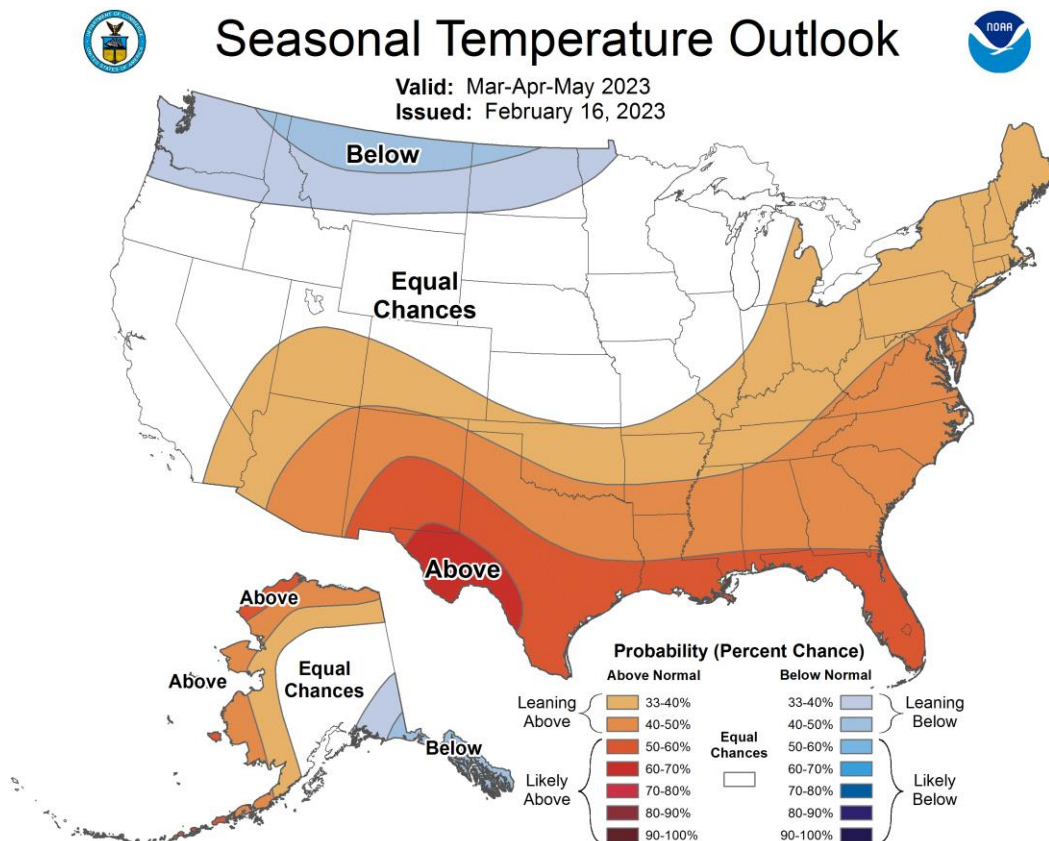 Seasonal Temperature Outlook
NOAA
Valid: Mar-Apr-May 2023
Issued: February 16, 2023
Below
Equal
Chances
Above
Above
Above
Equal
Chances
Below
Probability (Percent Chance)
Above Normal
Below Normal
Leaning
Above
33-40%
40-50%
Likely
Above
50-60%
60-70%
70-80%
80-90%
90-100%
Equal
Chances
33-40%
40-50%
Leaning
Below
50-60%
60-70%
70-80%
80-90%
90-100%
Likely
Below